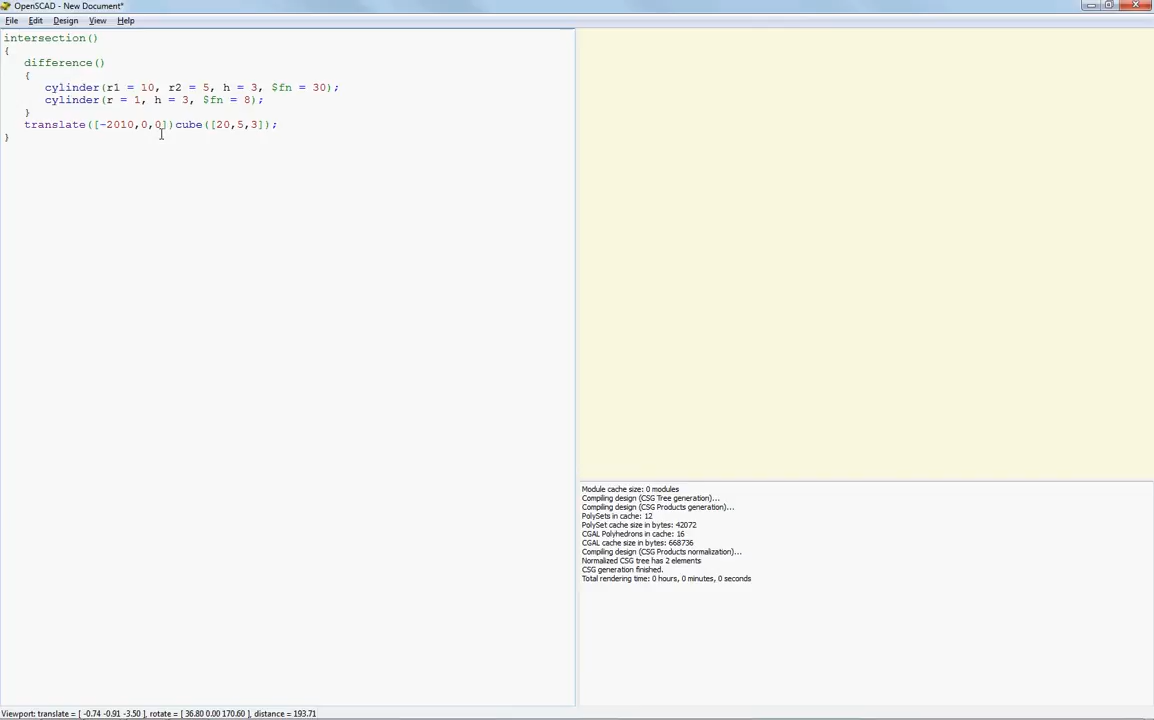 OpenSCAD - New Document*
File Edit Design View Help
intersection()
{
difference()
{
cylinder(r1 = 10, r2 = 5, h = 3, $fn = 30);
cylinder(r = 1, h = 3, $fn = 8);
}
translate([-2010,0,0])cube([20,5,3]);
}
Module cache size: 0 modules
Compiling design (CSG Tree generation)...
Compiling design (CSG Products generation)...
PolySets in cache: 12
PolySet cache size in bytes: 42072
CGAL Polyhedrons in cache: 16
CGAL cache size in bytes: 668736
Compiling design (CSG Products normalization)...
Normalized CSG tree has 2 elements
CSG generation finished.
Total rendering time: 0 hours, 0 minutes, 0 seconds
Viewport: translate = [ -0.74 -0.91 -3.50 ], rotate = [ 36.80 0.00 170.60 ], distance = 193.71